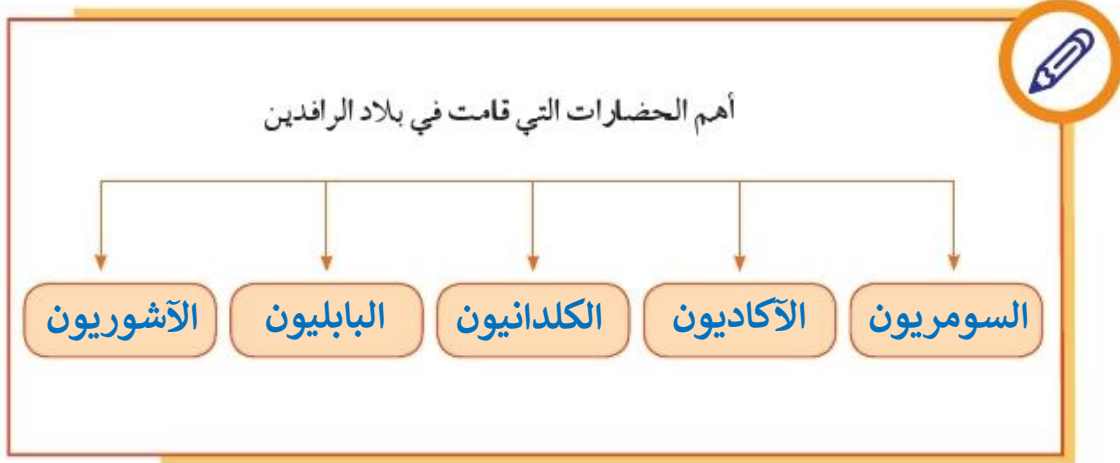 أهم الحضارات التي قامت في بلاد الرافدين
السومريون الآكاديون الكلدانيون البابليون الآشوريون